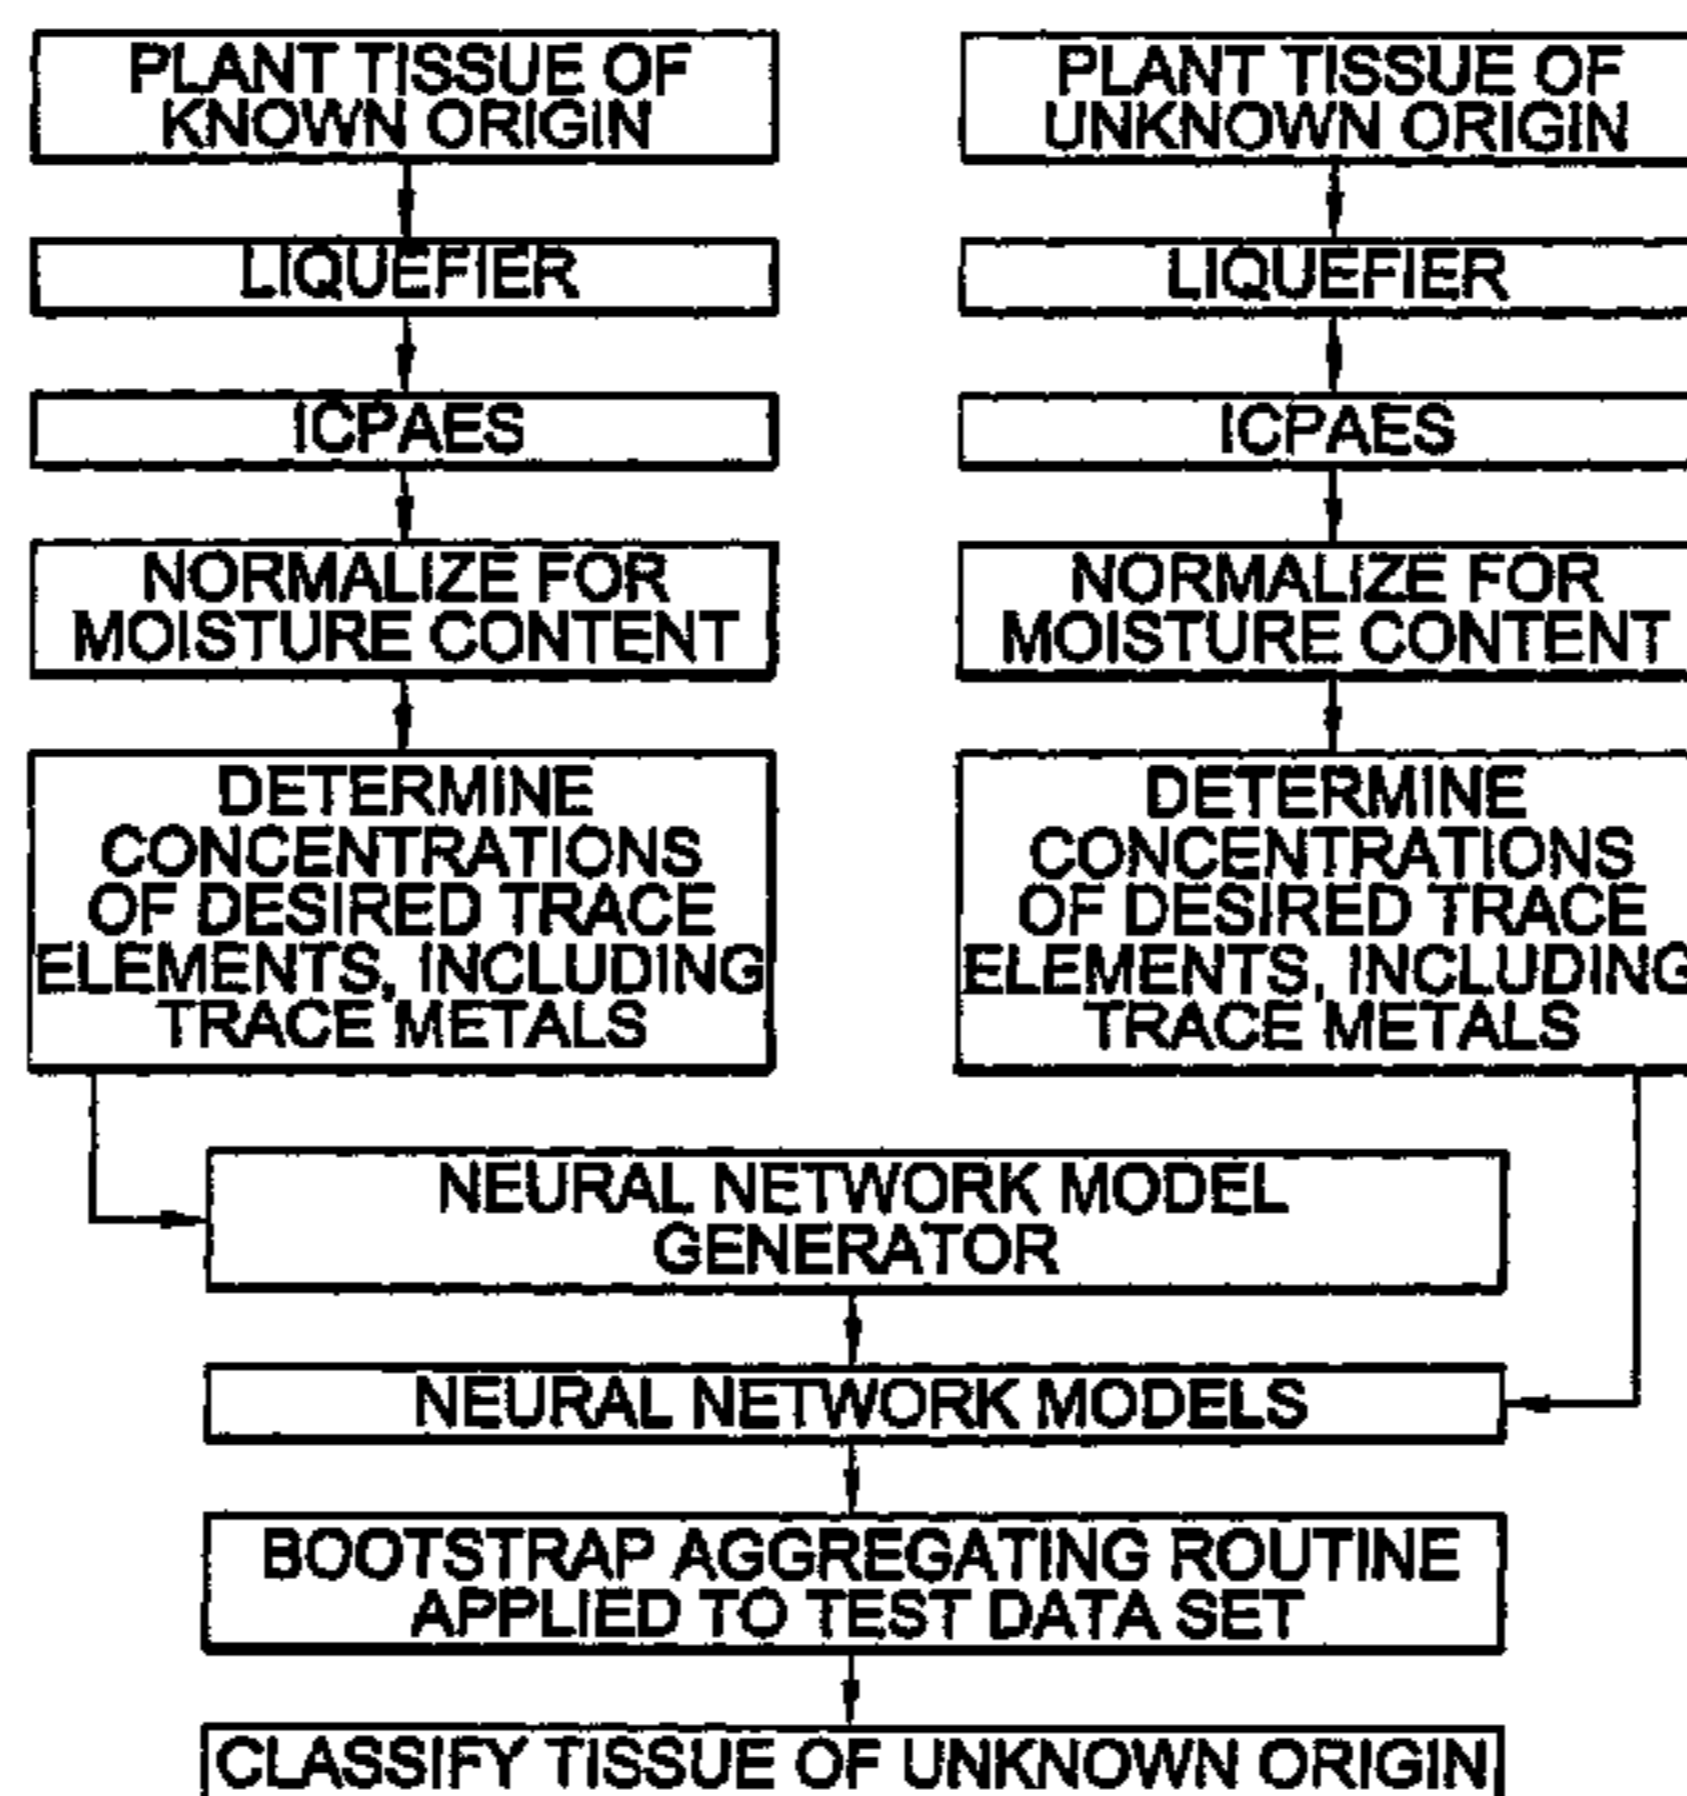 PLANT TISSUE OF
KNOWN ORIGIN
LIQUEFIER
ICPAES
NORMALIZE FOR
MOISTURE CONTENT
DETERMINE
CONCENTRATIONS
OF DESIRED TRACE
ELEMENTS, INCLUDING
TRACE METALS
PLANT TISSUE OF
UNKNOWN ORIGIN
LIQUEFIER
ICPAES
NORMALIZE FOR
MOISTURE CONTENT
DETERMINE
CONCENTRATIONS
OF DESIRED TRACE
ELEMENTS, INCLUDING
TRACE METALS
NEURAL NETWORK MODEL
GENERATOR
NEURAL NETWORK MODELS
BOOTSTRAP AGGREGATING ROUTINE
APPLIED TO TEST DATA SET
CLASSIFY TISSUE OF UNKNOWN ORIGIN